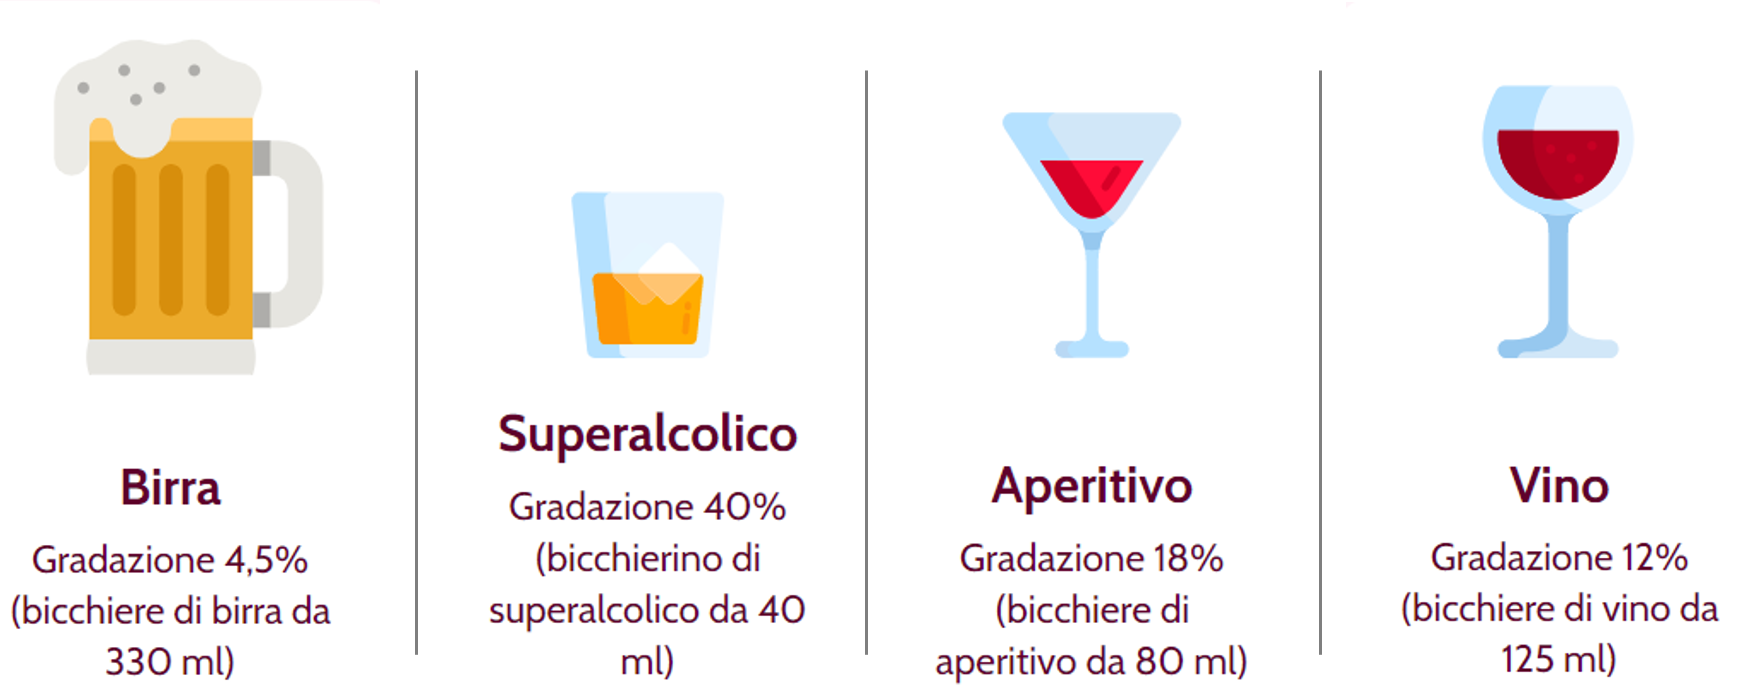 Birra
Gradazione 4,5%
(bicchiere di birra da
330 ml)
Superalcolico
Gradazione 40%
(bicchierino di
superalcolico da 40
ml)
Aperitivo
Gradazione 18%
(bicchiere di
aperitivo da 80 ml)
Vino
Gradazione 12%
(bicchiere di vino da
125 ml)